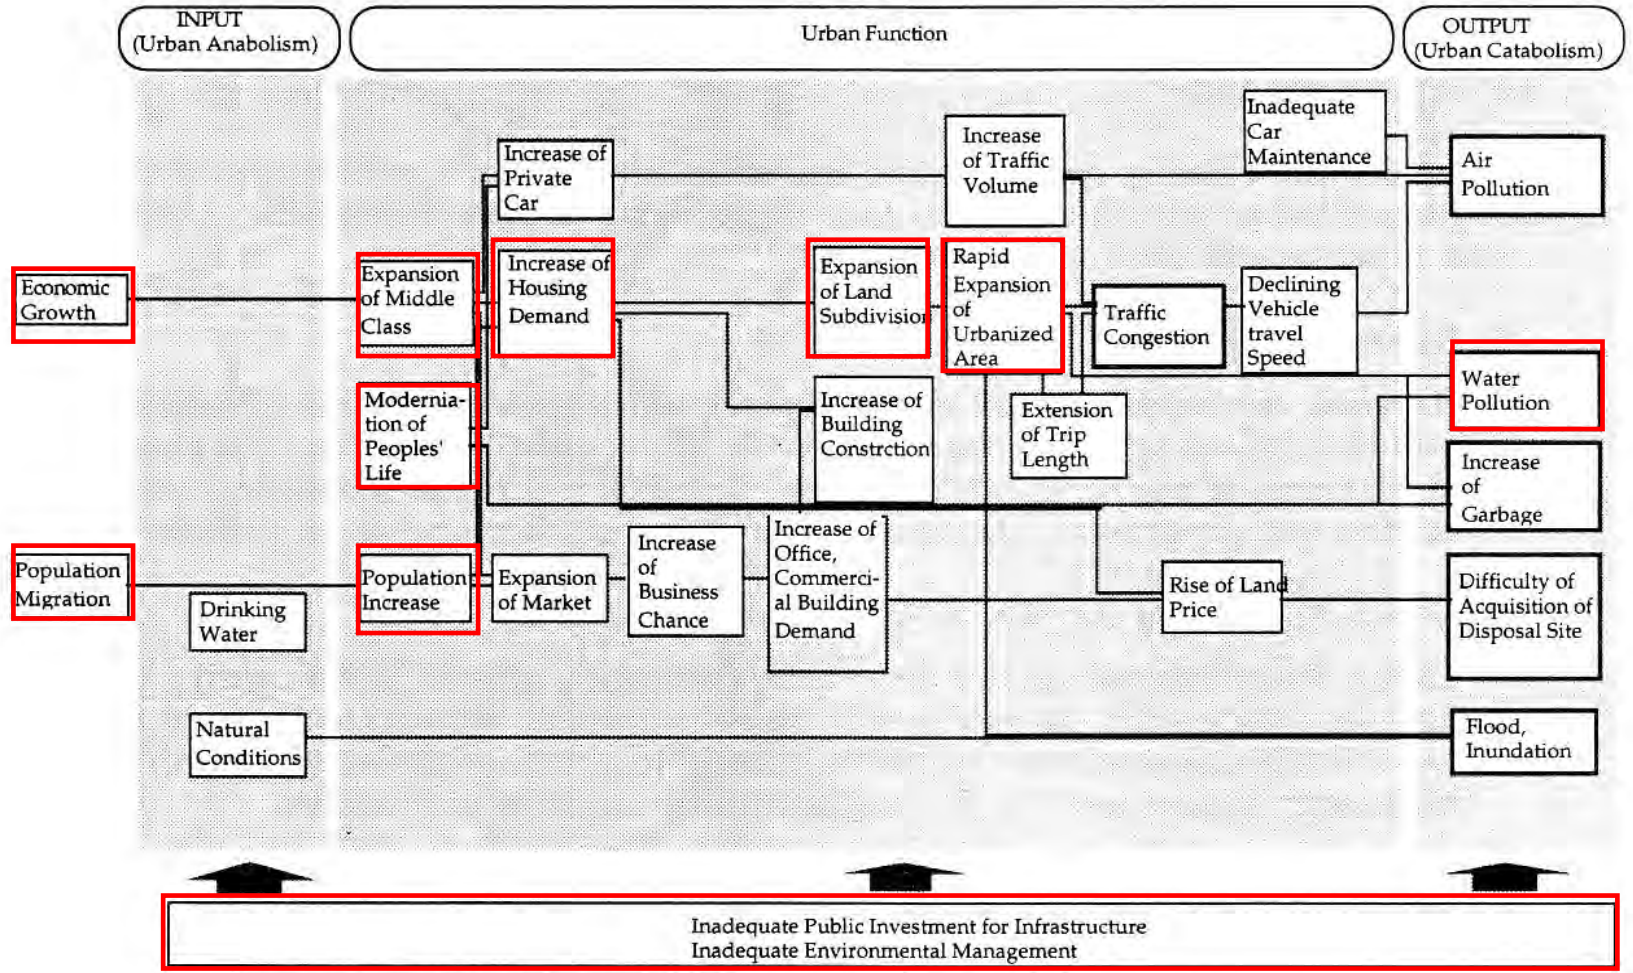 INPUT
(Urban Anabolism)
Urban Function
OUTPUT
(Urban Catabolism)
Inadequate
Car
Maintenance
Increase
of Traffic
Volume
Increase of
Private
Car
Air
Pollution
Economic
Growth
Expansion
of Middle
Class
Increase of
Housing
Demand
Expansion
of Land
Subdivision
Rapid
Expansion
of
Urbanized
Area
Traffic
Congestion
Declining
Vehicle
travel
Speed
Water
Pollution
Modernia-
tion of
Peoples'
Life
Increase of
Building
Constrction
Extension
of Trip
Length
Increase
of
Garbage
Population
Migration
Drinking
Water
Population
Increase
Expansion
of Market
Increase
of
Business
Chance
Increase of
Office,
Commerci-
al Building
Demand
Rise of Land
Price
Difficulty of
Acquisition of
Disposal Site
Natural
Conditions
Flood,
Inundation
Inadequate Public Investment for Infrastructure
Inadequate Environmental Management